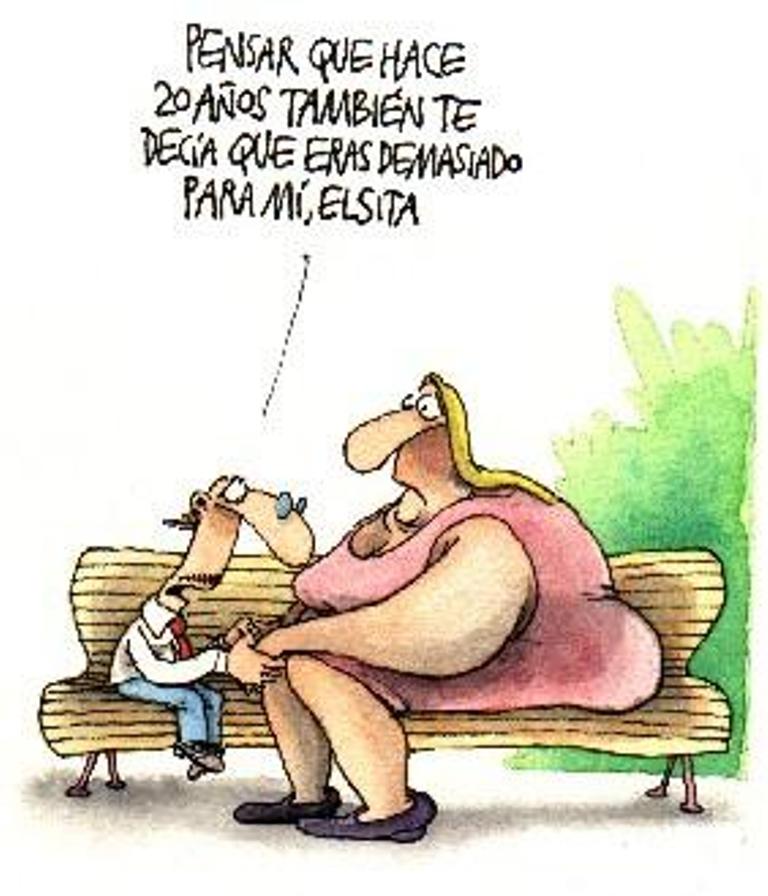 PENSAR QUE HACE
20 AÑOS TAMBIÉN TE
DECÍA QUE ERAS DEMASIADO
PARA MÍ, ELSITA